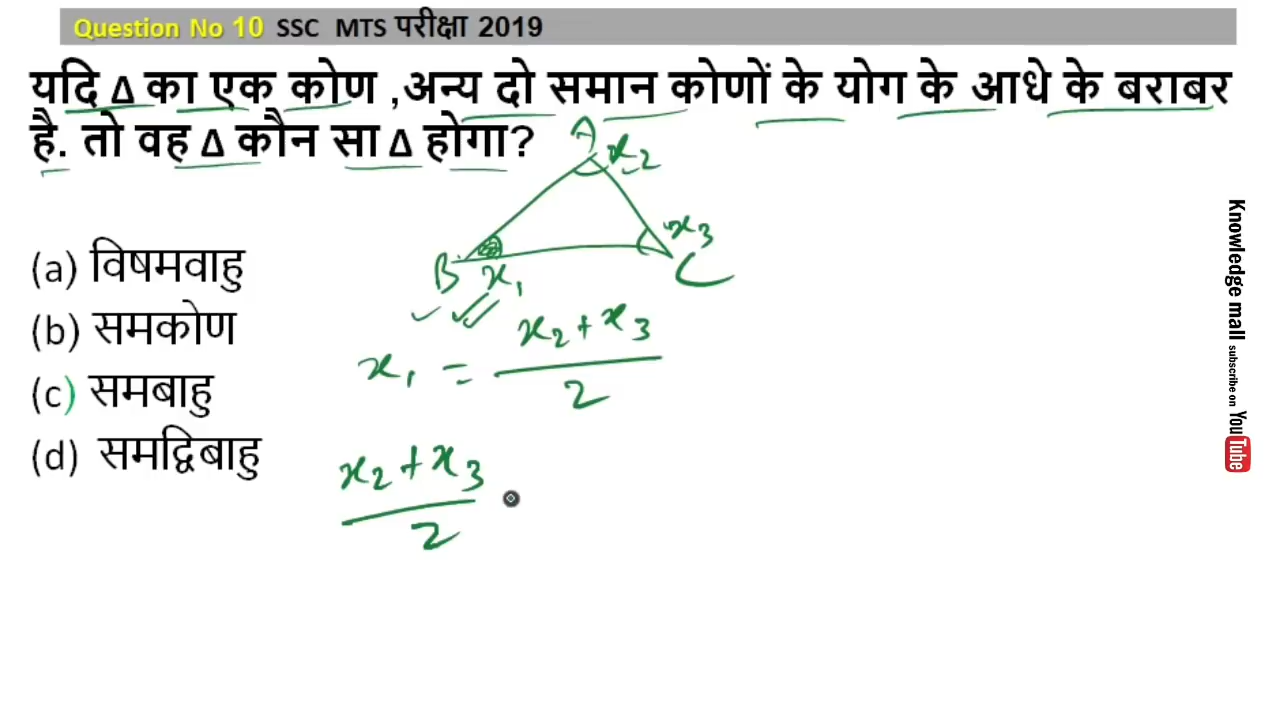 Question No 10 SSC MTS परीक्षा 2019
यदि Δ का एक कोण ,अन्य दो समान कोणों के योग के आधे के बराबर
है. तो वह Δ कौन सा Δ होगा?
A
x₂
x₃
B
x₁
C
(a) विषमवाहु
(b) समकोण
(c) समबाहु
(d) समद्विबाहु
x₁ = x₂ + x₃
2
x₂ + x₃
2
Knowledge mall subscribe on YouTube